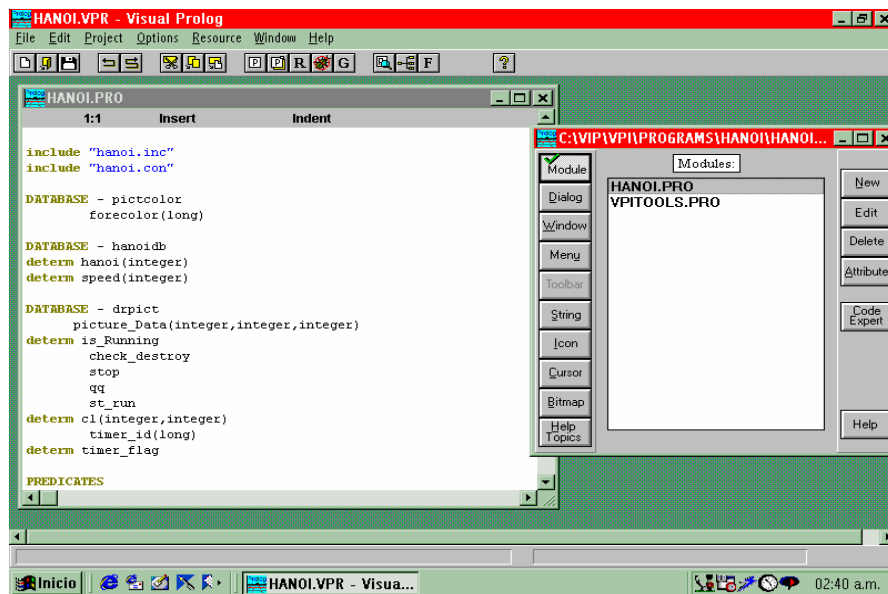 HANOI.VPR - Visual Prolog
File Edit Project Options Resource Window Help
P P R G F ?
HANOI.PRO
1:1 Insert Indent
include "hanoi.inc"
include "hanoi.con"
DATABASE - pictcolor
forecolor(long)
DATABASE - hanoidb
determ hanoi(integer)
determ speed(integer)
DATABASE - drpict
picture_Data(integer,integer,integer)
determ is_Running
check_destroy
stop
qq
st_run
determ cl(integer,integer)
timer_id(long)
determ timer_flag
PREDICATES
C:\VIP\VPI\PROGRAMS\HANOI\HANOI...
Module
Dialog
Window
Menu
Toolbar
String
Icon
Cursor
Bitmap
Help
Topics
Modules:
HANOI.PRO
VPITOOLS.PRO
New
Edit
Delete
Attribute
Code
Expert
Help
Inicio
HANOI.VPR - Visua...
02:40 a.m.